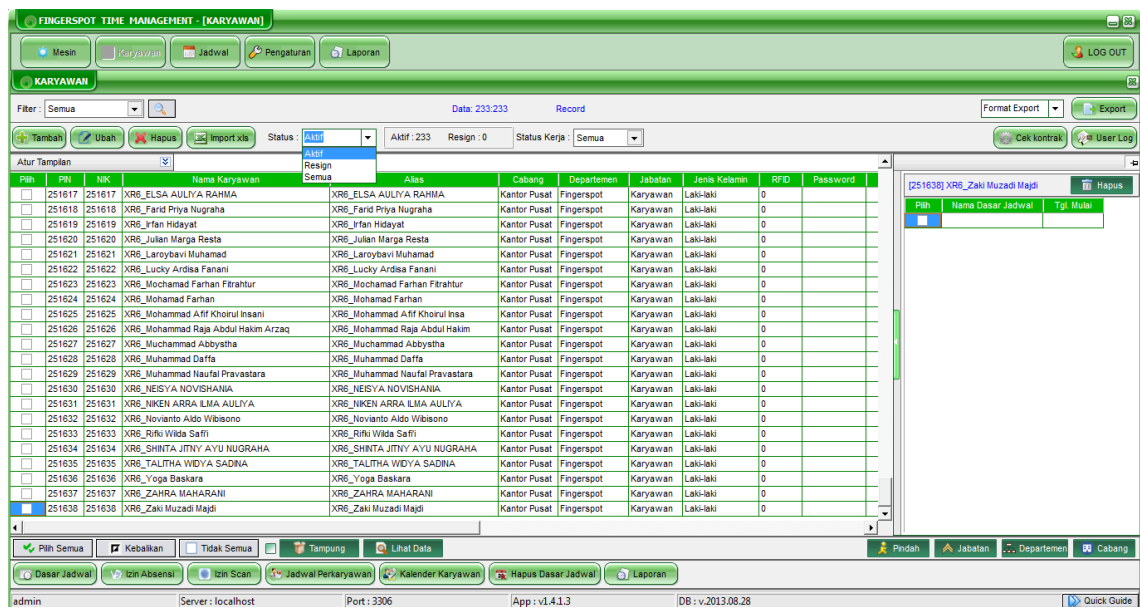 FINGERSPOT TIME MANAGEMENT - [KARYAWAN]
Mesin Karyawan Jadwal Pengaturan Laporan LOG OUT
KARYAWAN
Filter : Semua Data: 233:233 Record Format Export Export
Tambah Ubah Hapus Import xls Status : Aktif Aktif : 233 Resign : 0 Status Kerja : Semua Cek kontrak User Log
Aktif
Resign
Semua
Atur Tampilan
Pilih PIN NIK Nama Karyawan Alias Cabang Departemen Jabatan Jenis Kelamin RFID Password
251617 251617 XR6_ELSA AULIYA RAHMA XR6_ELSA AULIYA RAHMA Kantor Pusat Fingerspot Karyawan Laki-laki 0
251618 251618 XR6_Farid Priya Nugraha XR6_Farid Priya Nugraha Kantor Pusat Fingerspot Karyawan Laki-laki 0
251619 251619 XR6_Irfan Hidayat XR6_Irfan Hidayat Kantor Pusat Fingerspot Karyawan Laki-laki 0
251620 251620 XR6_Julian Marga Resta XR6_Julian Marga Resta Kantor Pusat Fingerspot Karyawan Laki-laki 0
251621 251621 XR6_Laroybavi Muhamad XR6_Laroybavi Muhamad Kantor Pusat Fingerspot Karyawan Laki-laki 0
251622 251622 XR6_Lucky Ardisa Fanani XR6_Lucky Ardisa Fanani Kantor Pusat Fingerspot Karyawan Laki-laki 0
251623 251623 XR6_Mochamad Farhan Fitrahtur XR6_Mochamad Farhan Fitrahtur Kantor Pusat Fingerspot Karyawan Laki-laki 0
251624 251624 XR6_Mohamad Farhan XR6_Mohamad Farhan Kantor Pusat Fingerspot Karyawan Laki-laki 0
251625 251625 XR6_Mohammad Afif Khoirul Insani XR6_Mohammad Afif Khoirul Insa Kantor Pusat Fingerspot Karyawan Laki-laki 0
251626 251626 XR6_Mohammad Raja Abdul Hakim Arzaq XR6_Mohammad Raja Abdul Hakim Kantor Pusat Fingerspot Karyawan Laki-laki 0
251627 251627 XR6_Muchammad Abbystha XR6_Muchammad Abbystha Kantor Pusat Fingerspot Karyawan Laki-laki 0
251628 251628 XR6_Muhammad Daffa XR6_Muhammad Daffa Kantor Pusat Fingerspot Karyawan Laki-laki 0
251629 251629 XR6_Muhammad Naufal Pravastara XR6_Muhammad Naufal Pravastara Kantor Pusat Fingerspot Karyawan Laki-laki 0
251630 251630 XR6_NEISYA NOVISHANIA XR6_NEISYA NOVISHANIA Kantor Pusat Fingerspot Karyawan Laki-laki 0
251631 251631 XR6_NIKEN ARRA ILMA AULIYA XR6_NIKEN ARRA ILMA AULIYA Kantor Pusat Fingerspot Karyawan Laki-laki 0
251632 251632 XR6_Novianto Aldo Wibisono XR6_Novianto Aldo Wibisono Kantor Pusat Fingerspot Karyawan Laki-laki 0
251633 251633 XR6_Rifki Wilda Saffi XR6_Rifki Wilda Saffi Kantor Pusat Fingerspot Karyawan Laki-laki 0
251634 251634 XR6_SHINTA JITNY AYU NUGRAHA XR6_SHINTA JITNY AYU NUGRAHA Kantor Pusat Fingerspot Karyawan Laki-laki 0
251635 251635 XR6_TALITHA WIDYA SADINA XR6_TALITHA WIDYA SADINA Kantor Pusat Fingerspot Karyawan Laki-laki 0
251636 251636 XR6_Yoga Baskara XR6_Yoga Baskara Kantor Pusat Fingerspot Karyawan Laki-laki 0
251637 251637 XR6_ZAHRA MAHARANI XR6_ZAHRA MAHARANI Kantor Pusat Fingerspot Karyawan Laki-laki 0
251638 251638 XR6_Zaki Muzadi Majdi XR6_Zaki Muzadi Majdi Kantor Pusat Fingerspot Karyawan Laki-laki 0
[251638] XR6_Zaki Muzadi Majdi Hapus
Pilih Nama Dasar Jadwal Tgl. Mulai
Pilih Semua Kebalikan Tidak Semua Tampung Lihat Data Pindah Jabatan Departemen Cabang
Dasar Jadwal Izin Absensi Izin Scan Jadwal Perkaryawan Kalender Karyawan Hapus Dasar Jadwal Laporan
admin Server : localhost Port : 3306 App : v1.4.1.3 DB : v.2013.08.28 Quick Guide